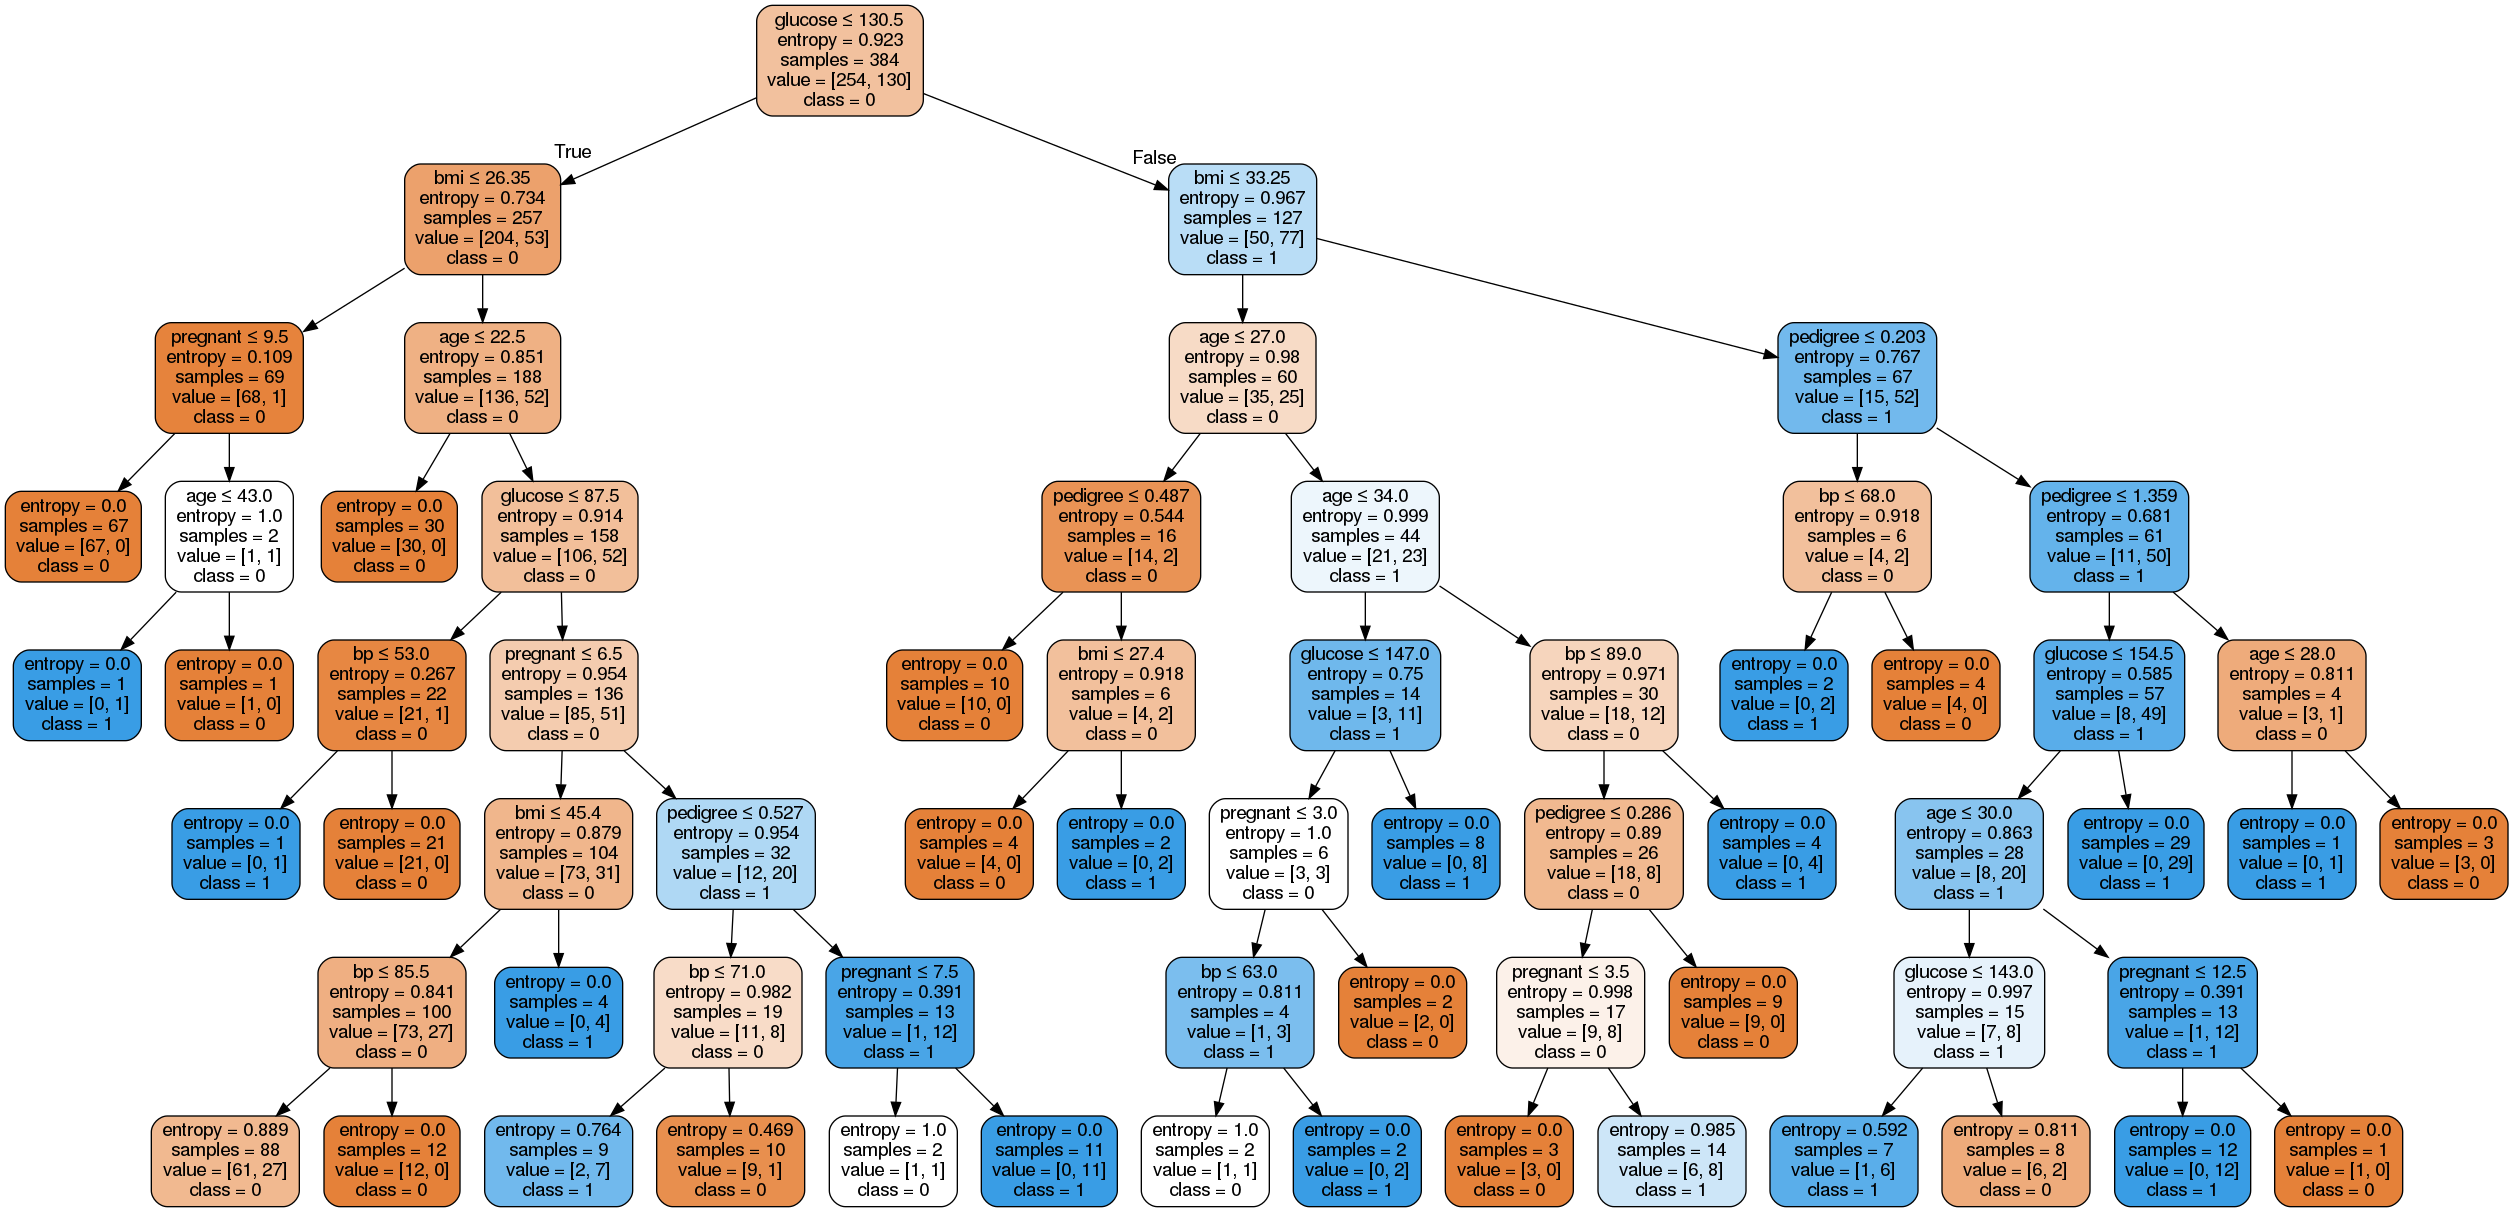 glucose ≤ 130.5
entropy = 0.923
samples = 384
value = [254, 130]
class = 0
True
False
bmi ≤ 26.35
entropy = 0.734
samples = 257
value = [204, 53]
class = 0
bmi ≤ 33.25
entropy = 0.967
samples = 127
value = [50, 77]
class = 1
pregnant ≤ 9.5
entropy = 0.109
samples = 69
value = [68, 1]
class = 0
age ≤ 22.5
entropy = 0.851
samples = 188
value = [136, 52]
class = 0
age ≤ 27.0
entropy = 0.98
samples = 60
value = [35, 25]
class = 0
pedigree ≤ 0.203
entropy = 0.767
samples = 67
value = [15, 52]
class = 1
entropy = 0.0
samples = 67
value = [67, 0]
class = 0
age ≤ 43.0
entropy = 1.0
samples = 2
value = [1, 1]
class = 0
entropy = 0.0
samples = 30
value = [30, 0]
class = 0
glucose ≤ 87.5
entropy = 0.914
samples = 158
value = [106, 52]
class = 0
pedigree ≤ 0.487
entropy = 0.544
samples = 16
value = [14, 2]
class = 0
age ≤ 34.0
entropy = 0.999
samples = 44
value = [21, 23]
class = 1
bp ≤ 68.0
entropy = 0.918
samples = 6
value = [4, 2]
class = 0
pedigree ≤ 1.359
entropy = 0.681
samples = 61
value = [11, 50]
class = 1
entropy = 0.0
samples = 1
value = [0, 1]
class = 1
entropy = 0.0
samples = 1
value = [1, 0]
class = 0
bp ≤ 53.0
entropy = 0.267
samples = 22
value = [21, 1]
class = 0
pregnant ≤ 6.5
entropy = 0.954
samples = 136
value = [85, 51]
class = 0
entropy = 0.0
samples = 10
value = [10, 0]
class = 0
bmi ≤ 27.4
entropy = 0.918
samples = 6
value = [4, 2]
class = 0
glucose ≤ 147.0
entropy = 0.75
samples = 14
value = [3, 11]
class = 1
bp ≤ 89.0
entropy = 0.971
samples = 30
value = [18, 12]
class = 0
entropy = 0.0
samples = 2
value = [0, 2]
class = 1
entropy = 0.0
samples = 4
value = [4, 0]
class = 0
glucose ≤ 154.5
entropy = 0.585
samples = 57
value = [8, 49]
class = 1
age ≤ 28.0
entropy = 0.811
samples = 4
value = [3, 1]
class = 0
entropy = 0.0
samples = 1
value = [0, 1]
class = 1
entropy = 0.0
samples = 21
value = [21, 0]
class = 0
bmi ≤ 45.4
entropy = 0.879
samples = 104
value = [73, 31]
class = 0
pedigree ≤ 0.527
entropy = 0.954
samples = 32
value = [12, 20]
class = 1
entropy = 0.0
samples = 4
value = [4, 0]
class = 0
entropy = 0.0
samples = 2
value = [0, 2]
class = 1
pregnant ≤ 3.0
entropy = 1.0
samples = 6
value = [3, 3]
class = 0
entropy = 0.0
samples = 8
value = [0, 8]
class = 1
pedigree ≤ 0.286
entropy = 0.89
samples = 26
value = [18, 8]
class = 0
entropy = 0.0
samples = 4
value = [0, 4]
class = 1
age ≤ 30.0
entropy = 0.863
samples = 28
value = [8, 20]
class = 1
entropy = 0.0
samples = 29
value = [0, 29]
class = 1
entropy = 0.0
samples = 1
value = [0, 1]
class = 1
entropy = 0.0
samples = 3
value = [3, 0]
class = 0
bp ≤ 85.5
entropy = 0.841
samples = 100
value = [73, 27]
class = 0
entropy = 0.0
samples = 4
value = [0, 4]
class = 1
bp ≤ 71.0
entropy = 0.982
samples = 19
value = [11, 8]
class = 0
pregnant ≤ 7.5
entropy = 0.391
samples = 13
value = [1, 12]
class = 1
bp ≤ 63.0
entropy = 0.811
samples = 4
value = [1, 3]
class = 1
entropy = 0.0
samples = 2
value = [2, 0]
class = 0
pregnant ≤ 3.5
entropy = 0.998
samples = 17
value = [9, 8]
class = 0
entropy = 0.0
samples = 9
value = [9, 0]
class = 0
glucose ≤ 143.0
entropy = 0.997
samples = 15
value = [7, 8]
class = 1
pregnant ≤ 12.5
entropy = 0.391
samples = 13
value = [1, 12]
class = 1
entropy = 0.889
samples = 88
value = [61, 27]
class = 0
entropy = 0.0
samples = 12
value = [12, 0]
class = 0
entropy = 0.764
samples = 9
value = [2, 7]
class = 1
entropy = 0.469
samples = 10
value = [9, 1]
class = 0
entropy = 1.0
samples = 2
value = [1, 1]
class = 0
entropy = 0.0
samples = 11
value = [0, 11]
class = 1
entropy = 1.0
samples = 2
value = [1, 1]
class = 0
entropy = 0.0
samples = 2
value = [0, 2]
class = 1
entropy = 0.0
samples = 3
value = [3, 0]
class = 0
entropy = 0.985
samples = 14
value = [6, 8]
class = 1
entropy = 0.592
samples = 7
value = [1, 6]
class = 1
entropy = 0.811
samples = 8
value = [6, 2]
class = 0
entropy = 0.0
samples = 12
value = [0, 12]
class = 1
entropy = 0.0
samples = 1
value = [1, 0]
class = 0